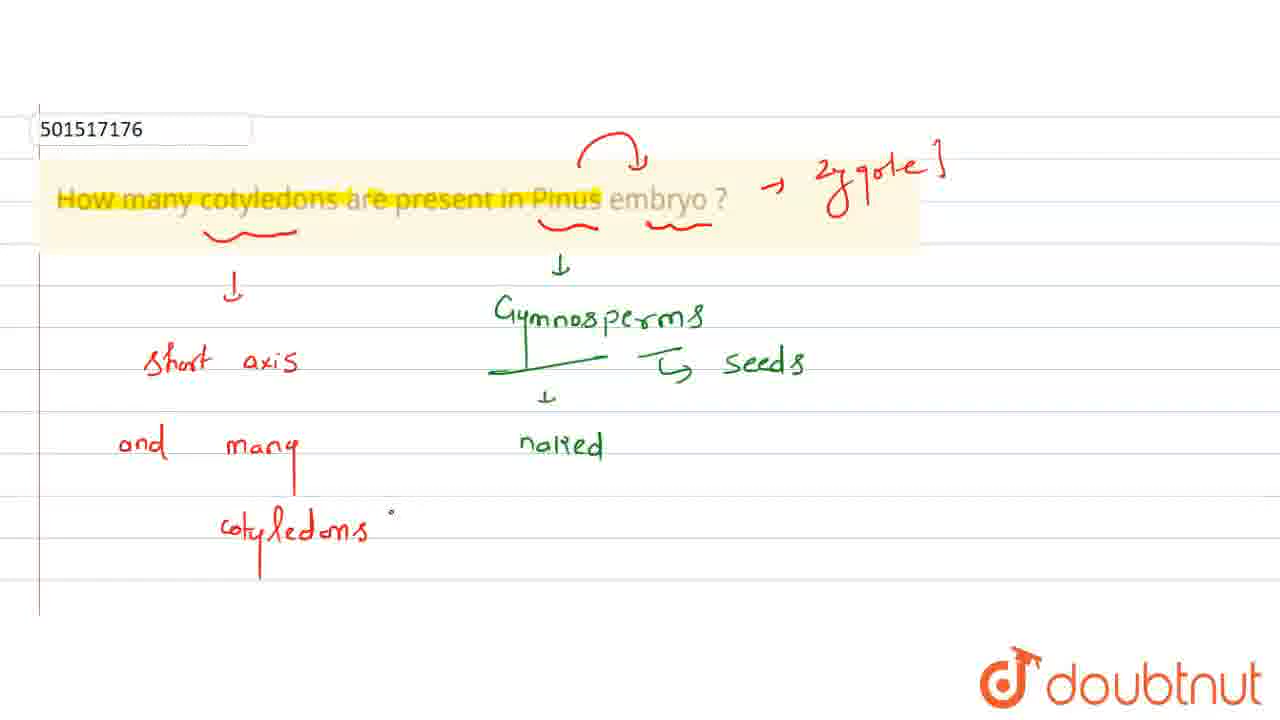 501517176
How many cotyledons are present in Pinus embryo ? → zygote]
↓ ↓
Gymnosperms
short axis seeds
↓
and many naked
cotyledons
doubtnut